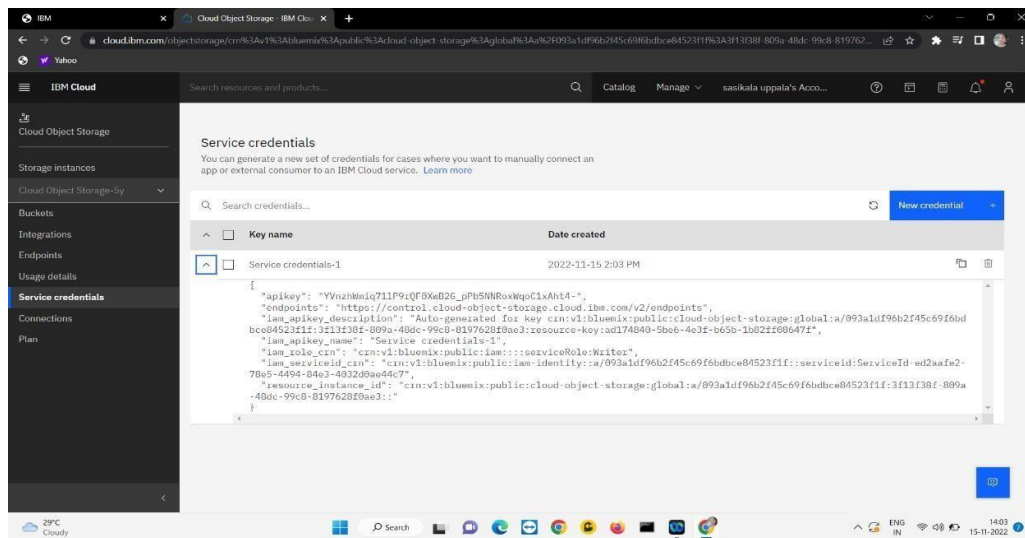 IBM
Cloud Object Storage - IBM Clou
cloud.ibm.com/objectstorage/crn%3Av1%3Abluemix%3Apublic%3Acloud-object-storage%3Aglobal%3Aa%2F093a1df96b2f45c69f6bdbce84523f1f%3A3f13f38f-809a-48dc-99c8-819762...
Yahoo
IBM Cloud
Search resources and products...
Catalog
Manage
sasikala uppala's Acco...
Cloud Object Storage
Storage instances
Cloud Object Storage-5y
Buckets
Integrations
Endpoints
Usage details
Service credentials
Connections
Plan
Service credentials
You can generate a new set of credentials for cases where you want to manually connect an
app or external consumer to an IBM Cloud service. Learn more
Search credentials...
New credential +
Key name
Date created
Service credentials-1
2022-11-15 2:03 PM
{
"apikey":
"endpoints": "https://control.cloud-object-storage.cloud.ibm.com/v2/endpoints",
"iam_apikey_description": "Auto-generated for key crn:v1:bluemix:public:cloud-object-storage:global:a/093a1df96b2f45c69f6bd
bce84523f1f:3f13f38f-809a-48dc-99c8-8197628f0ae3:resource-key:ad174840-5be6-4e3f-b65b-1b82ff08647f",
"iam_apikey_name": "Service credentials-1",
"iam_role_crn": "crn:v1:bluemix:public:iam::::serviceRole:Writer",
"iam_serviceid_crn": "crn:v1:bluemix:public:iam-identity::a/093a1df96b2f45c69f6bdbce84523f1f::serviceid:ServiceId-ed2aafe2-
78e5-4494-84e3-4032d0ae44c7",
"resource_instance_id": "crn:v1:bluemix:public:cloud-object-storage:global:a/093a1df96b2f45c69f6bdbce84523f1f:3f13f38f-809a
-48dc-99c8-8197628f0ae3::"
29°C
Cloudy
Search
ENG
IN
14:03
15-11-2022